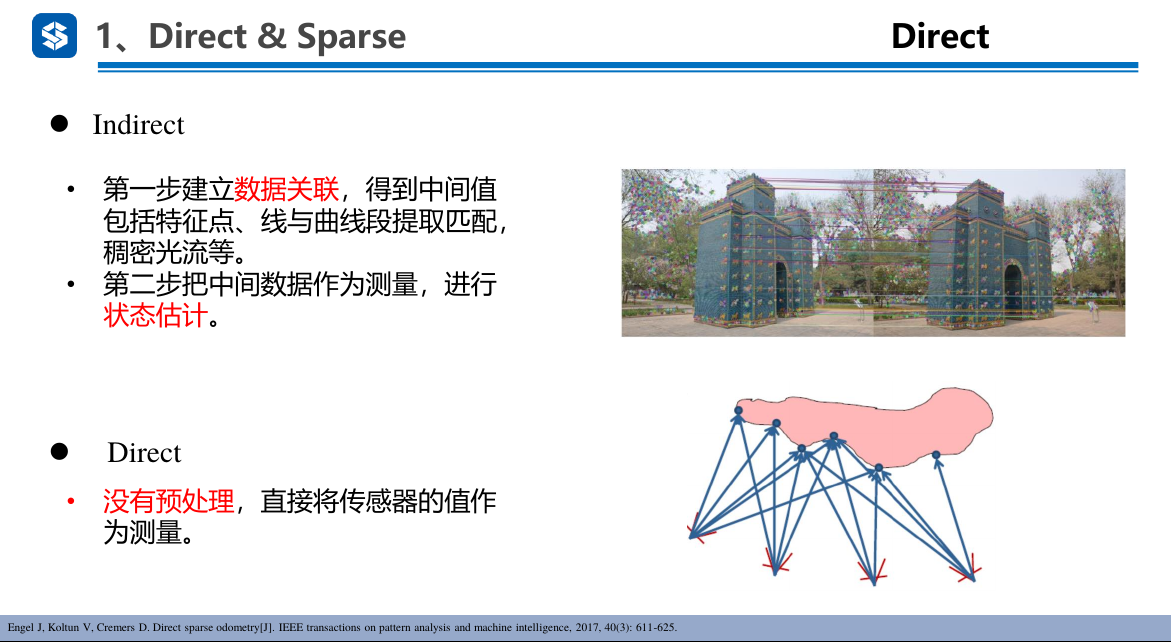 1、Direct & Sparse
Direct
● Indirect
• 第一步建立数据关联，得到中间值
包括特征点、线与曲线段提取匹配，
稠密光流等。
• 第二步把中间数据作为测量，进行
状态估计。
● Direct
• 没有预处理，直接将传感器的值作
为测量。
Engel J, Koltun V, Cremers D. Direct sparse odometry[J]. IEEE transactions on pattern analysis and machine intelligence, 2017, 40(3): 611-625.